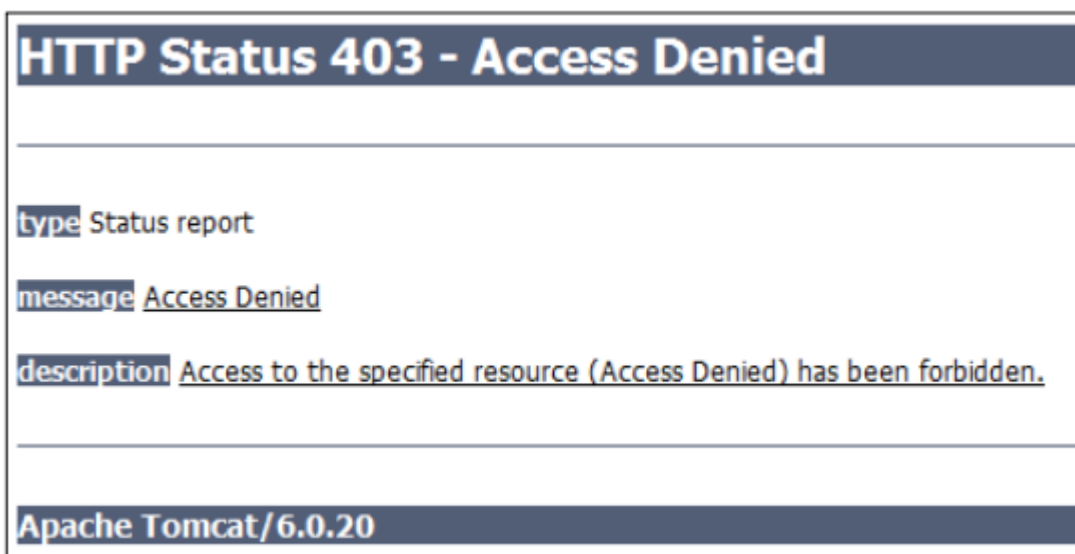 HTTP Status 403 - Access Denied
type Status report
message Access Denied
description Access to the specified resource (Access Denied) has been forbidden.
Apache Tomcat/6.0.20